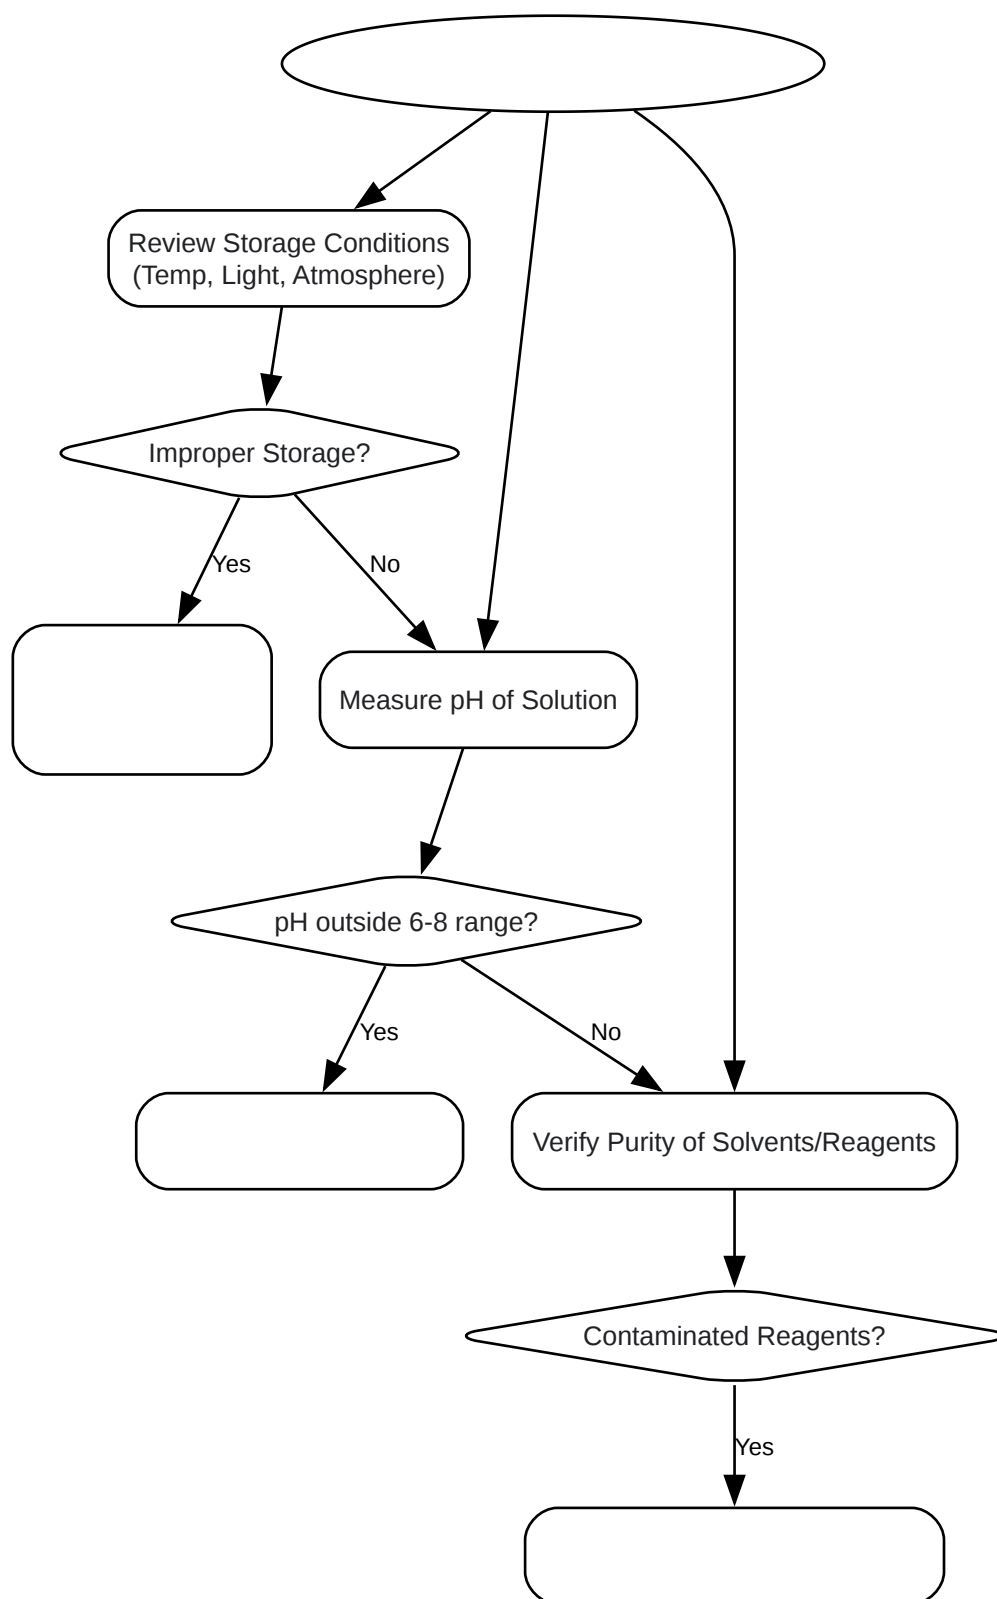 Review Storage Conditions
(Temp, Light, Atmosphere)
Improper Storage?
Yes
No
Measure pH of Solution
pH outside 6-8 range?
Yes
No
Verify Purity of Solvents/Reagents
Contaminated Reagents?
Yes